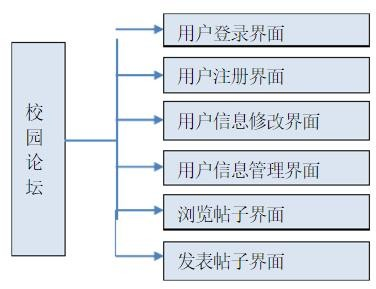 校园论坛
用户登录界面
用户注册界面
用户信息修改界面
用户信息管理界面
浏览帖子界面
发表帖子界面